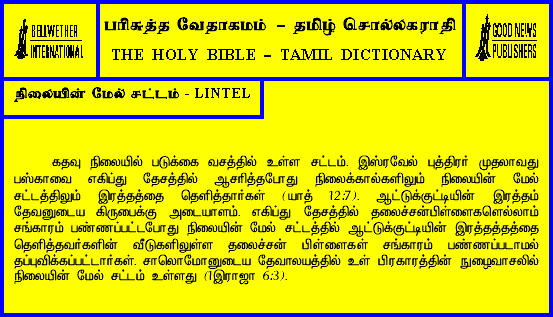 BELLWETHER
INTERNATIONAL
பரிசுத்த வேதாகமம் – தமிழ் சொல்லகராதி
THE HOLY BIBLE – TAMIL DICTIONARY
GOOD NEWS
PUBLISHERS
நிலையின் மேல் சட்டம் - LINTEL
கதவு நிலையில் படுக்கை வசத்தில் உள்ள சட்டம். இஸ்ரவேல் புத்திரர் முதலாவது
பஸ்காவை எகிப்து தேசத்தில் ஆசரித்தபோது நிலைக்கால்களிலும் நிலையின் மேல்
சட்டத்திலும் இரத்தத்தை தெளித்தார்கள் (யாத் 12:7). ஆட்டுக்குட்டியின் இரத்தம்
தேவனுடைய கிருபைக்கு அடையாளம். எகிப்து தேசத்தில் தலைச்சன்பிள்ளைகளெல்லாம்
சங்காரம் பண்ணப்பட்டபோது நிலையின் மேல் சட்டத்தில் ஆட்டுக்குட்டியின் இரத்தத்தத்தை
தெளித்தவர்களின் வீடுகளிலுள்ள தலைச்சன் பிள்ளைகள் சங்காரம் பண்ணப்படாமல்
தப்புவிக்கப்பட்டார்கள். சாலொமோனுடைய தேவாலயத்தில் உள் பிரகாரத்தின் நுழைவாசலில்
நிலையின் மேல் சட்டம் உள்ளது (1இராஜா 6:3).